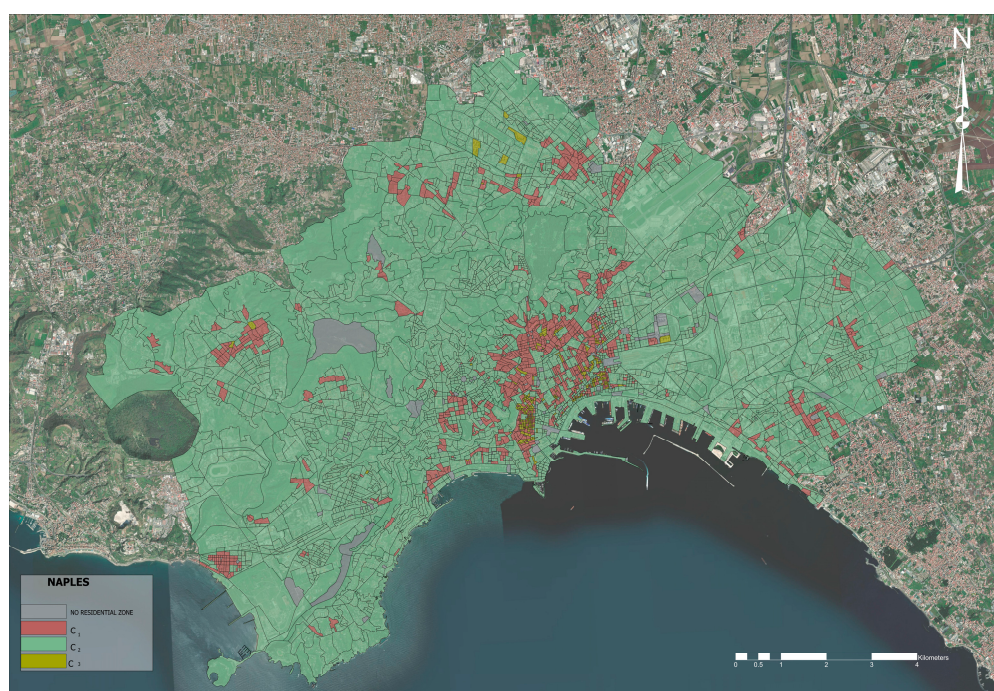 N
NAPLES
NO RESIDENTIAL ZONE
C 1
C 2
C 3
Kilometers
0 0.5 1 2 3 4